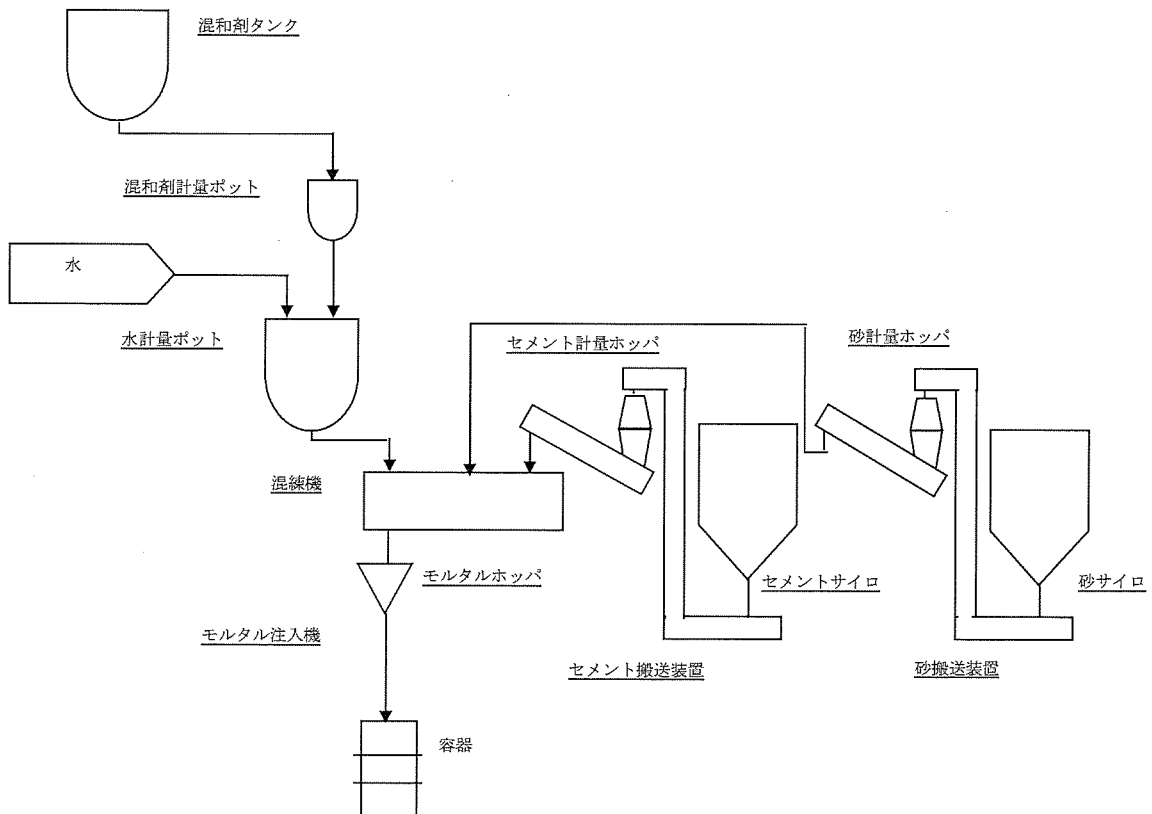 混和剤タンク
混和剤計量ポット
水
水計量ポット
セメント計量ホッパ
砂計量ホッパ
混練機
モルタルホッパ
セメントサイロ
砂サイロ
モルタル注入機
セメント搬送装置
砂搬送装置
容器